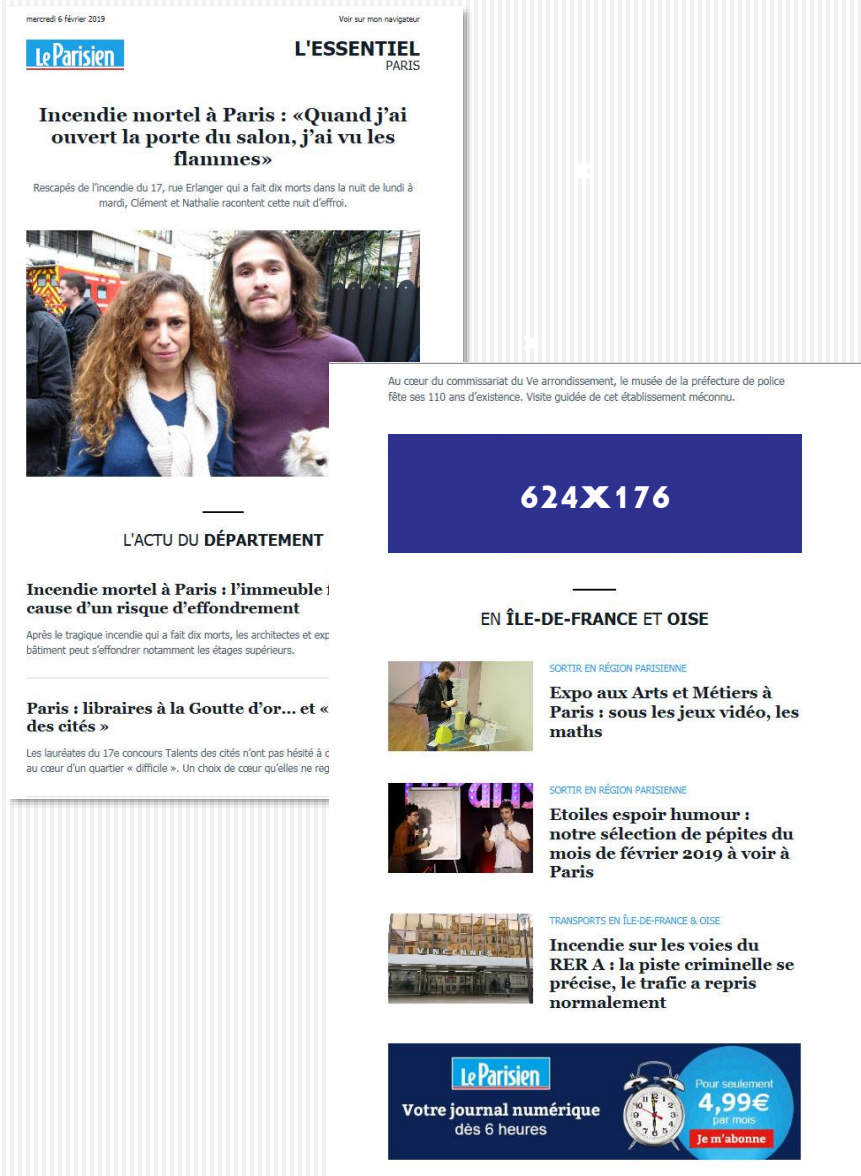 mercredi 6 février 2019
Voir sur mon navigateur
Le Parisien
L'ESSENTIEL
PARIS
Incendie mortel à Paris : «Quand j'ai
ouvert la porte du salon, j'ai vu les
flammes»
Rescapés de l'incendie du 17, rue Erlanger qui a fait dix morts dans la nuit de lundi à
mardi, Clément et Nathalie racontent cette nuit d'effroi.
L'ACTU DU DÉPARTEMENT
Incendie mortel à Paris : l'immeuble
cause d'un risque d'effondrement
Après le tragique incendie qui a fait dix morts, les architectes et
bâtiment peut s'effondrer notamment les étages supérieurs.
Paris : libraires à la Goutte d'or... et «
des cités »
Les lauréates du 17e concours Talents des cités n'ont pas hésité à
au cœur d'un quartier « difficile ». Un choix de cœur qu'elles ne
Au cœur du commissariat du Ve arrondissement, le musée de la préfecture de police
fête ses 110 ans d'existence. Visite guidée de cet établissement méconnu.
624X176
EN ÎLE-DE-FRANCE ET OISE
SORTIR EN RÉGION PARISIENNE
Expo aux Arts et Métiers à
Paris : sous les jeux vidéo, les
maths
SORTIR EN RÉGION PARISIENNE
Etoiles espoir humour :
notre sélection de pépites du
mois de février 2019 à voir à
Paris
TRANSPORTS EN ÎLE-DE-FRANCE & OISE
VINCENNES
Incendie sur les voies du
RER A : la piste criminelle se
précise, le trafic a repris
normalement
Le Parisien
Votre journal numérique
dès 6 heures
Pour seulement
4,99€
par mois
Je m'abonne